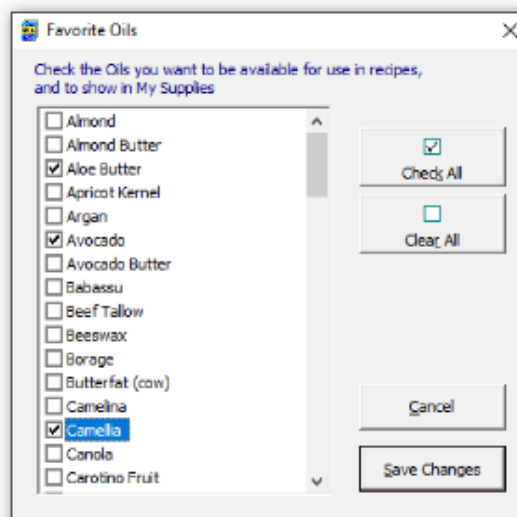 Favorite Oils
Check the Oils you want to be available for use in recipes,
and to show in My Supplies
Almond
Almond Butter
Aloe Butter
Apricot Kernel
Argan
Avocado
Avocado Butter
Babassu
Beef Tallow
Beeswax
Borage
Butterfat (cow)
Camelina
Camellia
Canola
Carotino Fruit
Check All
Clear All
Cancel
Save Changes